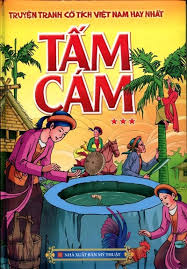 TRUYỆN TRANH CỔ TÍCH VIỆT NAM HAY NHẤT
TẤM
CÁM
★★★
NHÀ XUẤT BẢN MỸ THUẬT